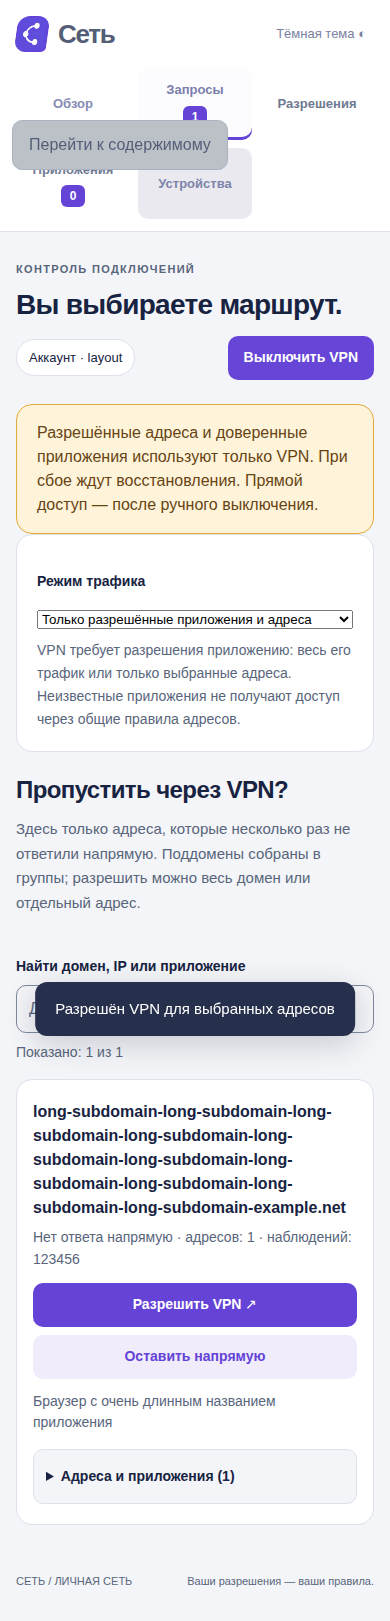 Сеть
Тёмная тема
Обзор
Запросы
1
Разрешения
Перейти к содержимому
Приложения
0
Устройства
КОНТРОЛЬ ПОДКЛЮЧЕНИЙ
Вы выбираете маршрут.
Аккаунт · layout
Выключить VPN
Разрешённые адреса и доверенные
приложения используют только VPN. При
сбое ждут восстановления. Прямой
доступ — после ручного выключения.
Режим трафика
Только разрешённые приложения и адреса
VPN требует разрешения приложению: весь его
трафик или только выбранные адреса.
Неизвестные приложения не получают доступ
через общие правила адресов.
Пропустить через VPN?
Здесь только адреса, которые несколько раз не
ответили напрямую. Поддомены собраны в
группы; разрешить можно весь домен или
отдельный адрес.
Найти домен, IP или приложение
Разрешён VPN для выбранных адресов
Показано: 1 из 1
long-subdomain-long-subdomain-long-
subdomain-long-subdomain-long-
subdomain-long-subdomain-long-
subdomain-long-subdomain-long-
subdomain-long-subdomain-example.net
Нет ответа напрямую · адресов: 1 · наблюдений:
123456
Разрешить VPN ↗
Оставить напрямую
Браузер с очень длинным названием
приложения
Адреса и приложения (1)
СЕТЬ / ЛИЧНАЯ СЕТЬ
Ваши разрешения — ваши правила.